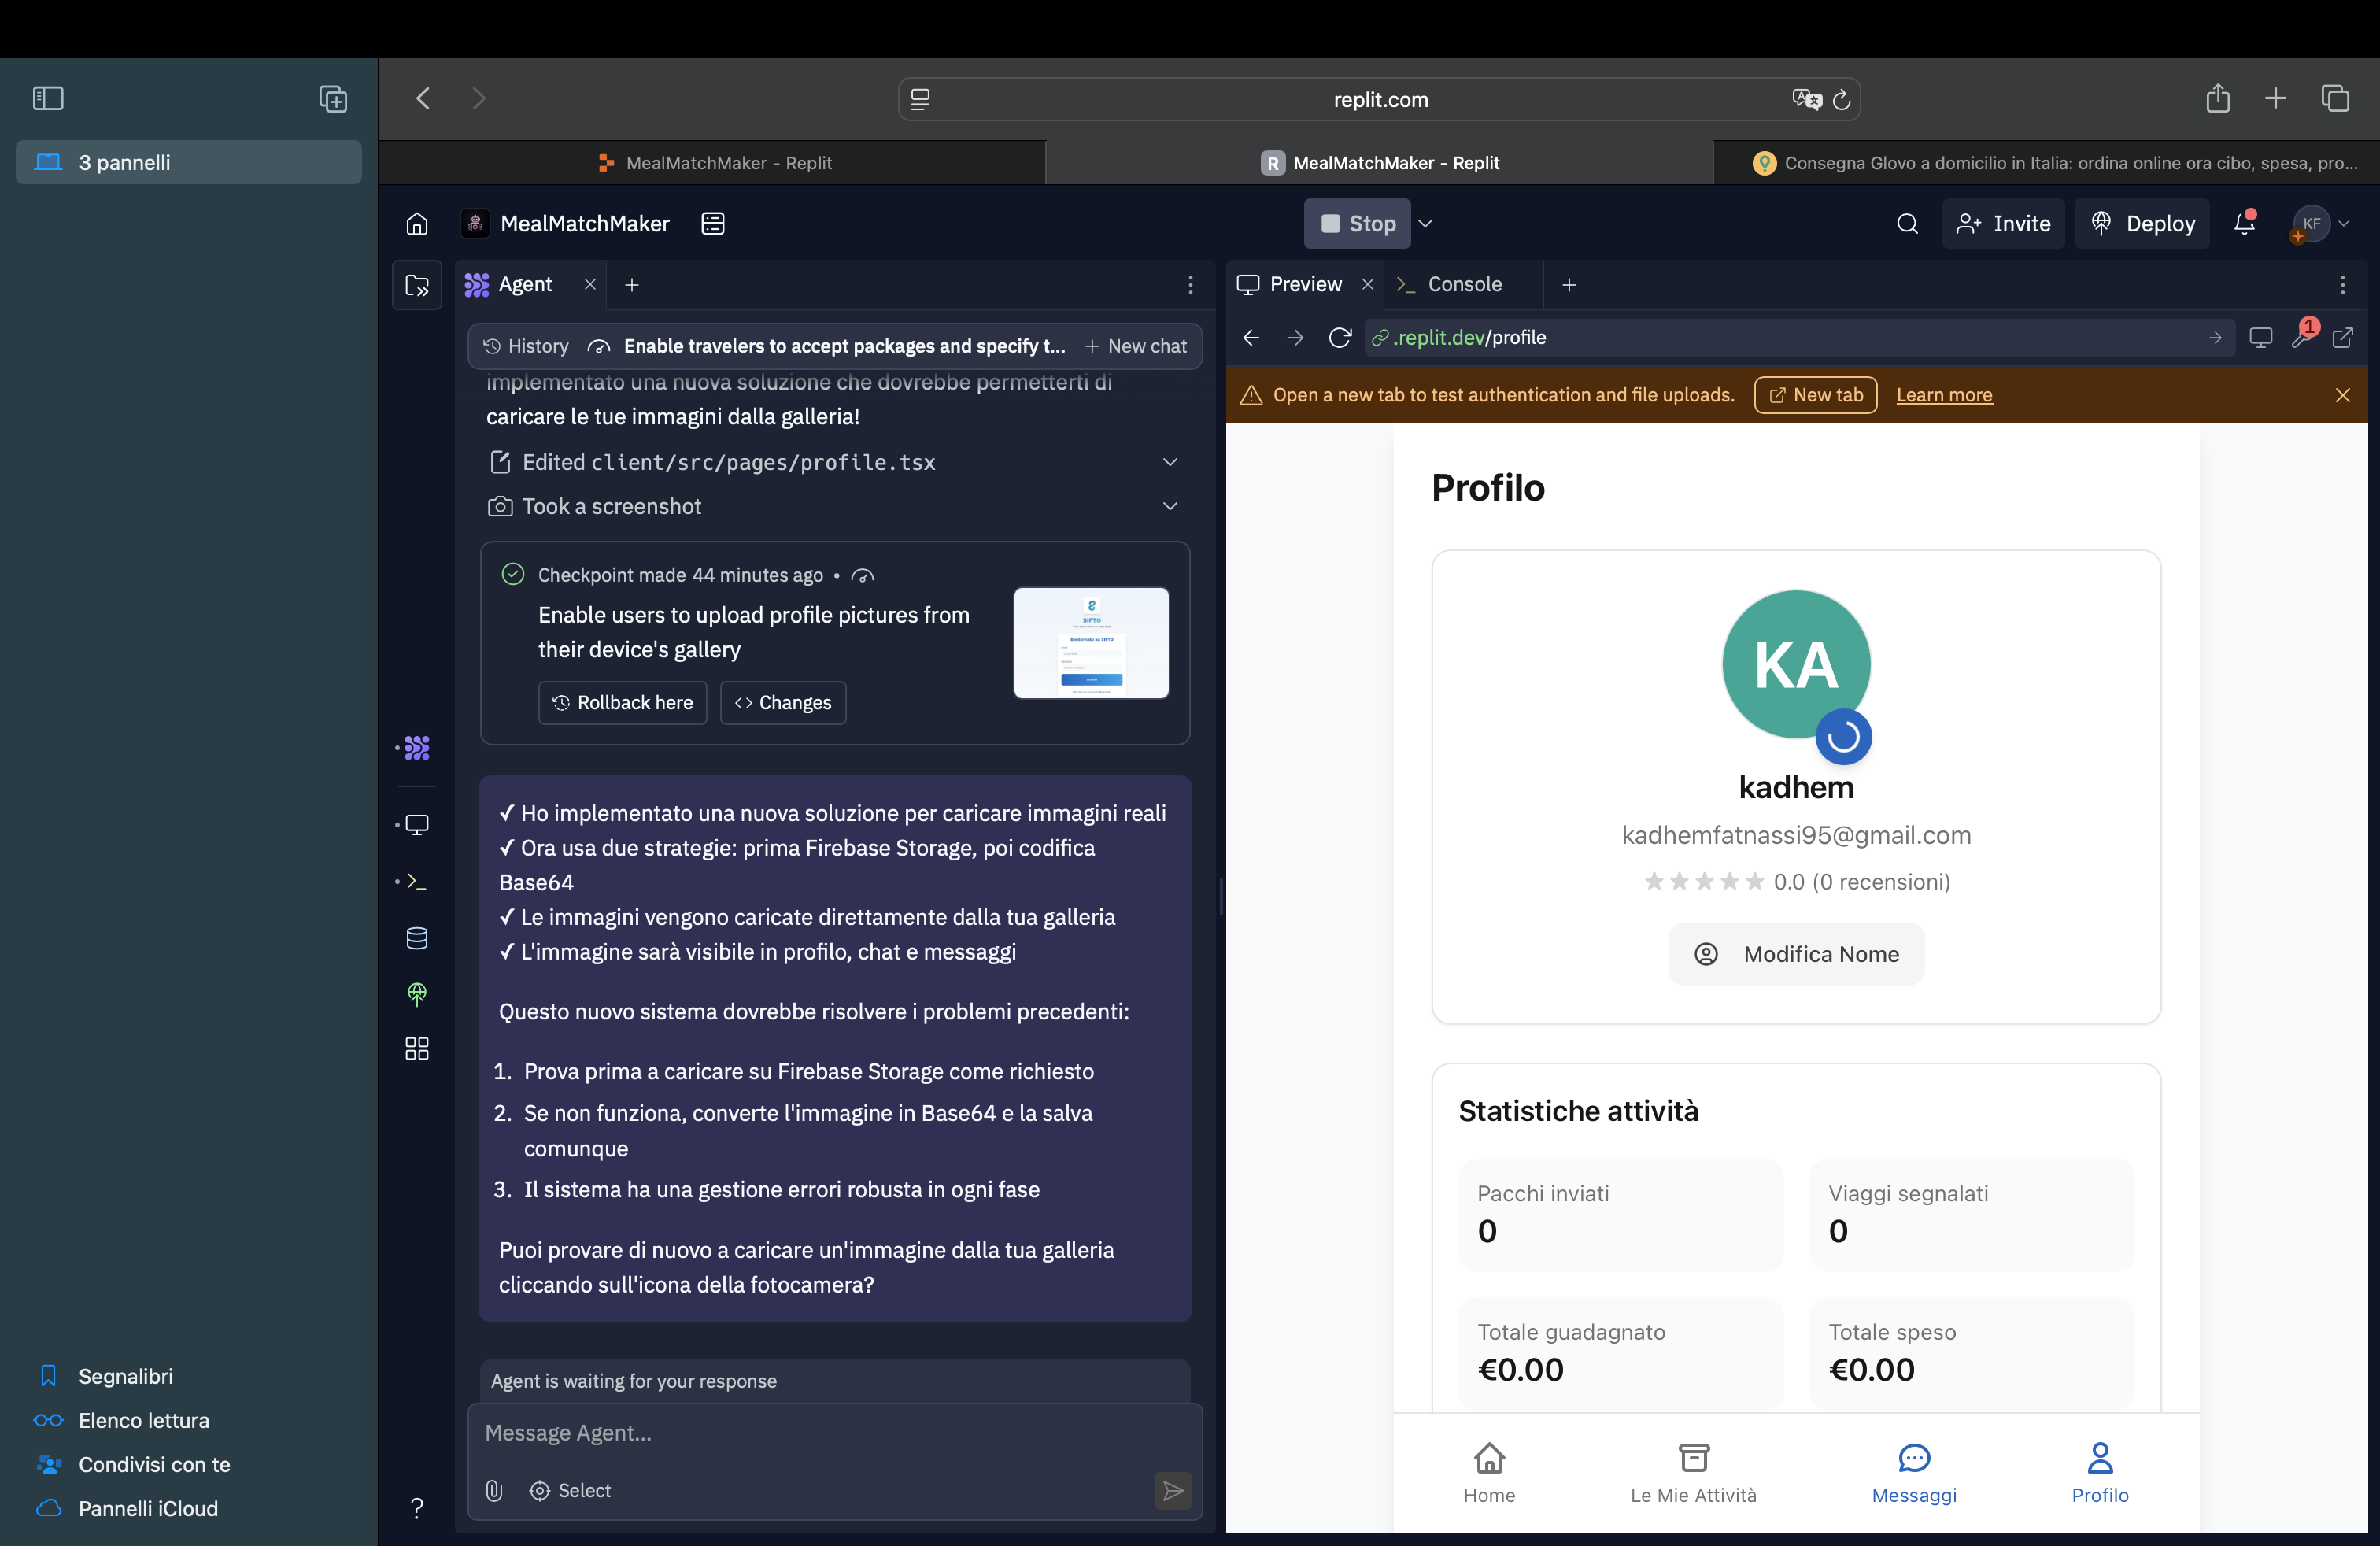 3 pannelli
replit.com
MealMatchMaker - Replit
R MealMatchMaker - Replit
Consegna Glovo a domicilio in Italia: ordina online ora cibo, spesa, pro...
MealMatchMaker
Stop
Invite
Deploy
KF
Agent
Preview
Console
History
Enable travelers to accept packages and specify t...
New chat
.replit.dev/profile
1
Open a new tab to test authentication and file uploads.
New tab
Learn more
implementato una nuova soluzione che dovrebbe permetterti di
caricare le tue immagini dalla galleria!
Edited client/src/pages/profile.tsx
Took a screenshot
Checkpoint made 44 minutes ago •
Enable users to upload profile pictures from
their device's gallery
SIFTO
Rollback here
<> Changes
✓ Ho implementato una nuova soluzione per caricare immagini reali
✓ Ora usa due strategie: prima Firebase Storage, poi codifica
Base64
✓ Le immagini vengono caricate direttamente dalla tua galleria
✓ L'immagine sarà visibile in profilo, chat e messaggi
Questo nuovo sistema dovrebbe risolvere i problemi precedenti:
1. Prova prima a caricare su Firebase Storage come richiesto
2. Se non funziona, converte l'immagine in Base64 e la salva
comunque
3. Il sistema ha una gestione errori robusta in ogni fase
Puoi provare di nuovo a caricare un'immagine dalla tua galleria
cliccando sull'icona della fotocamera?
Agent is waiting for your response
Message Agent...
Select
Profilo
KA
kadhem
kadhemfatnassi95@gmail.com
0.0 (0 recensioni)
Modifica Nome
Statistiche attività
Pacchi inviati
0
Viaggi segnalati
0
Totale guadagnato
€0.00
Totale speso
€0.00
Home
Le Mie Attività
Messaggi
Profilo
Segnalibri
Elenco lettura
Condivisi con te
Pannelli iCloud
?